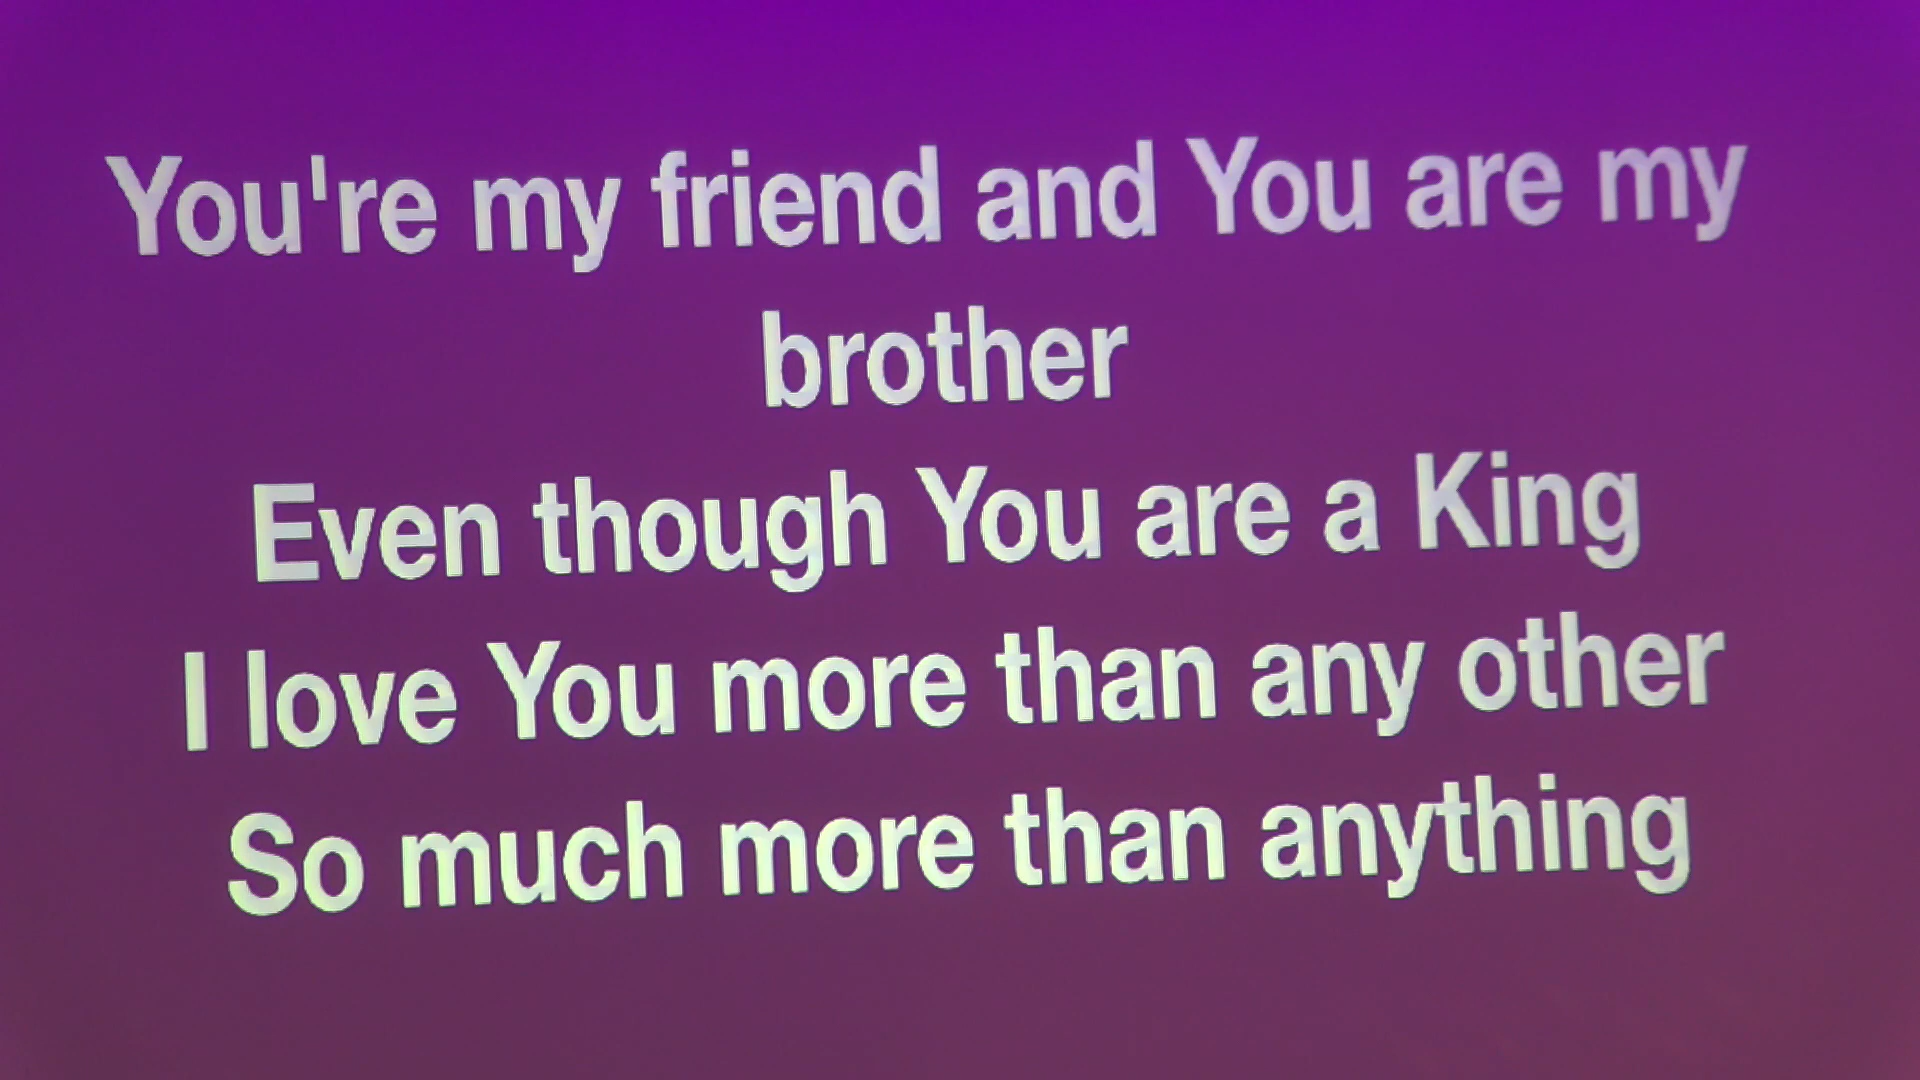 You're my friend and You are my
brother
Even though You are a King
I love You more than any other
So much more than anything